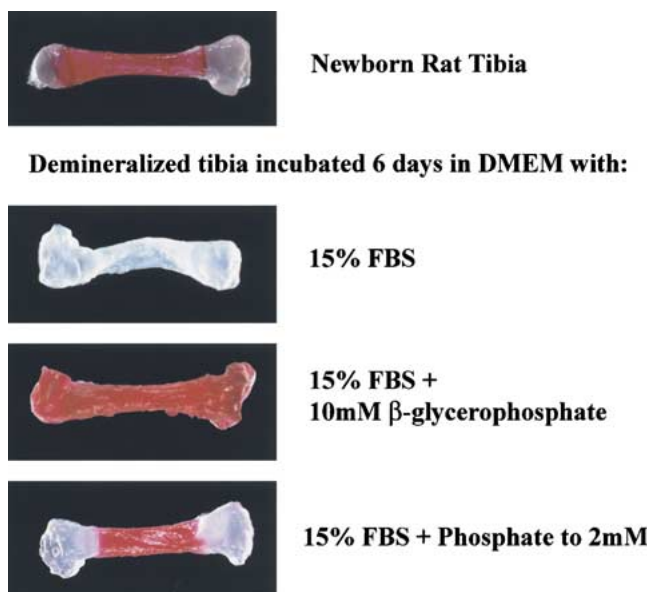 Newborn Rat Tibia
Demineralized tibia incubated 6 days in DMEM with:
15% FBS
15% FBS +
10mM β-glycerophosphate
15% FBS + Phosphate to 2mM